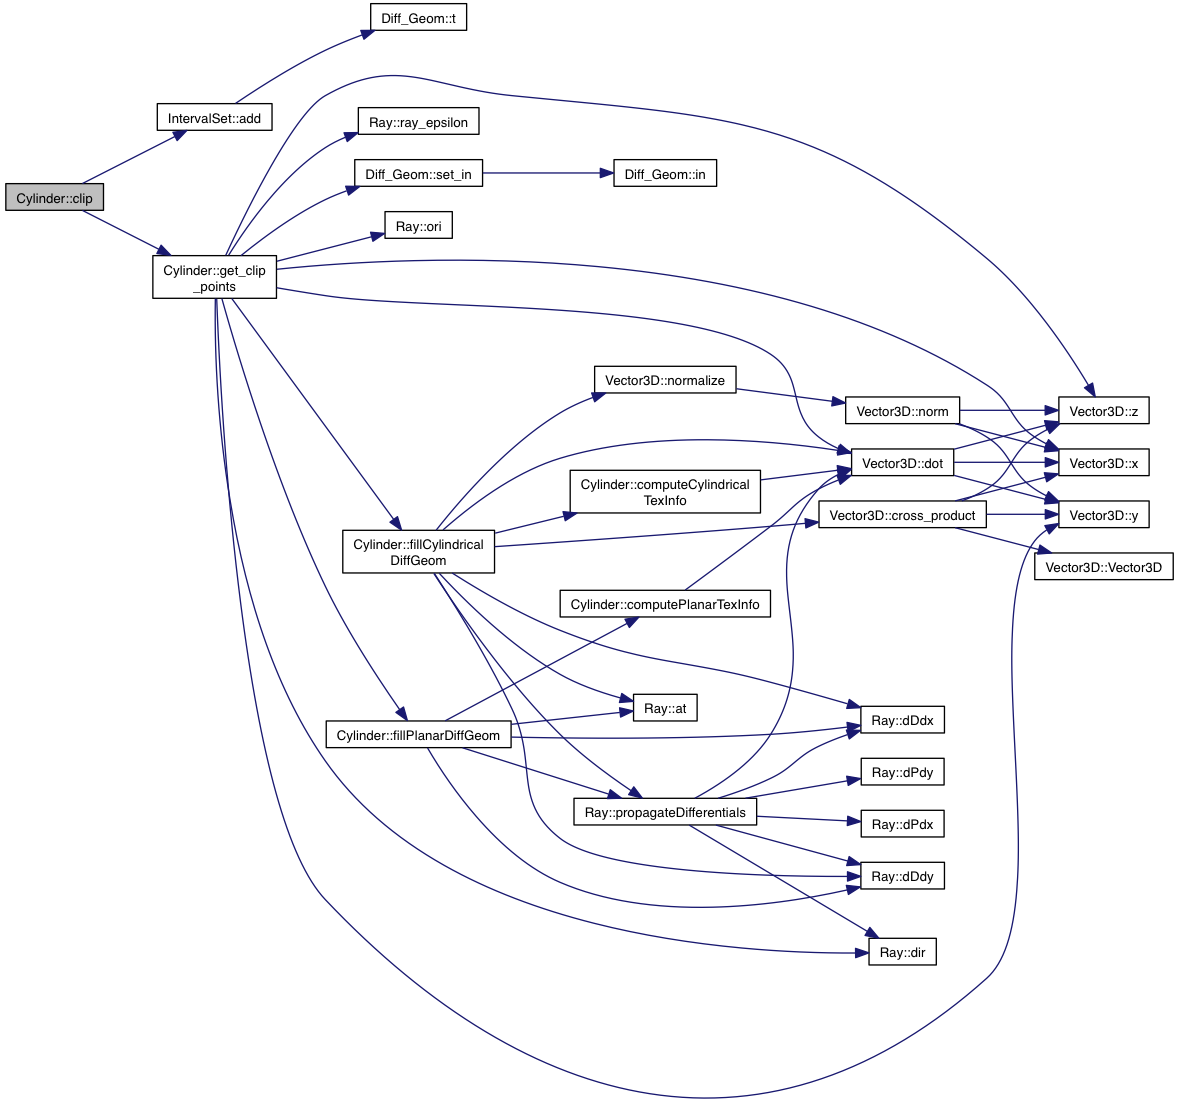 Diff_Geom::t
IntervalSet::add
Ray::ray_epsilon
Diff_Geom::set_in
Diff_Geom::in
Cylinder::clip
Ray::ori
Cylinder::get_clip
_points
Vector3D::normalize
Vector3D::norm
Vector3D::z
Vector3D::dot
Vector3D::x
Cylinder::computeCylindrical
TexInfo
Vector3D::cross_product
Vector3D::y
Cylinder::fillCylindrical
DiffGeom
Vector3D::Vector3D
Cylinder::computePlanarTexInfo
Ray::at
Ray::dDdx
Cylinder::fillPlanarDiffGeom
Ray::dPdy
Ray::propagateDifferentials
Ray::dPdx
Ray::dDdy
Ray::dir